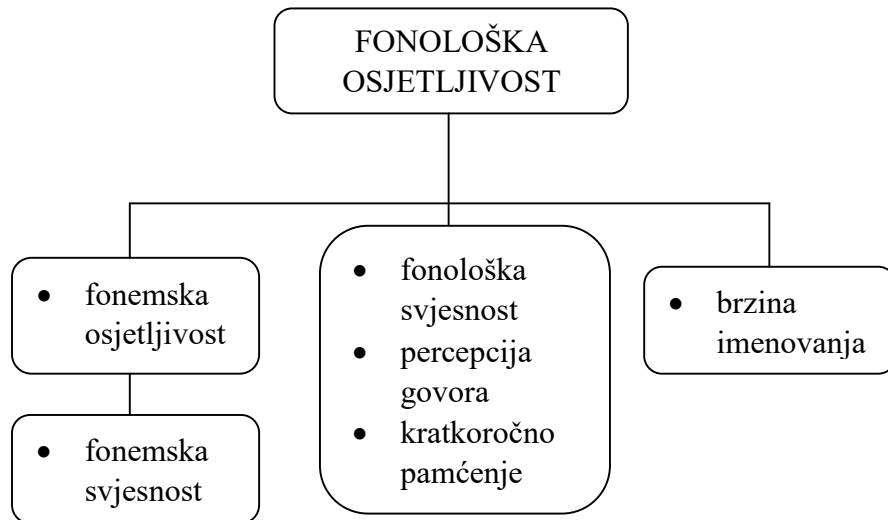 FONOLOŠKA
OSJETLJIVOST
• fonemska
osjetljivost
• fonemska
svjesnost
• fonološka
svjesnost
• percepcija
govora
• kratkoročno
pamćenje
• brzina
imenovanja